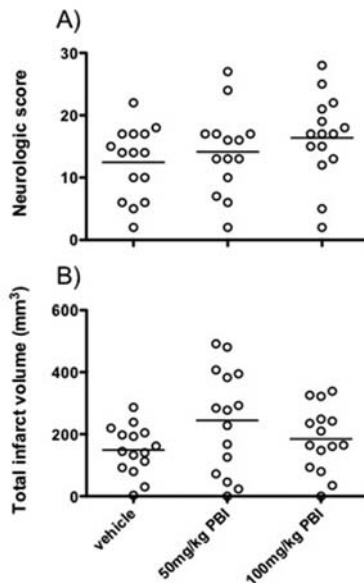 A)
Neurologic score
30
20
10
0
B)
Total infarct volume (mm³)
600
400
200
0
vehicle
50mg/kg PBI
100mg/kg PBI